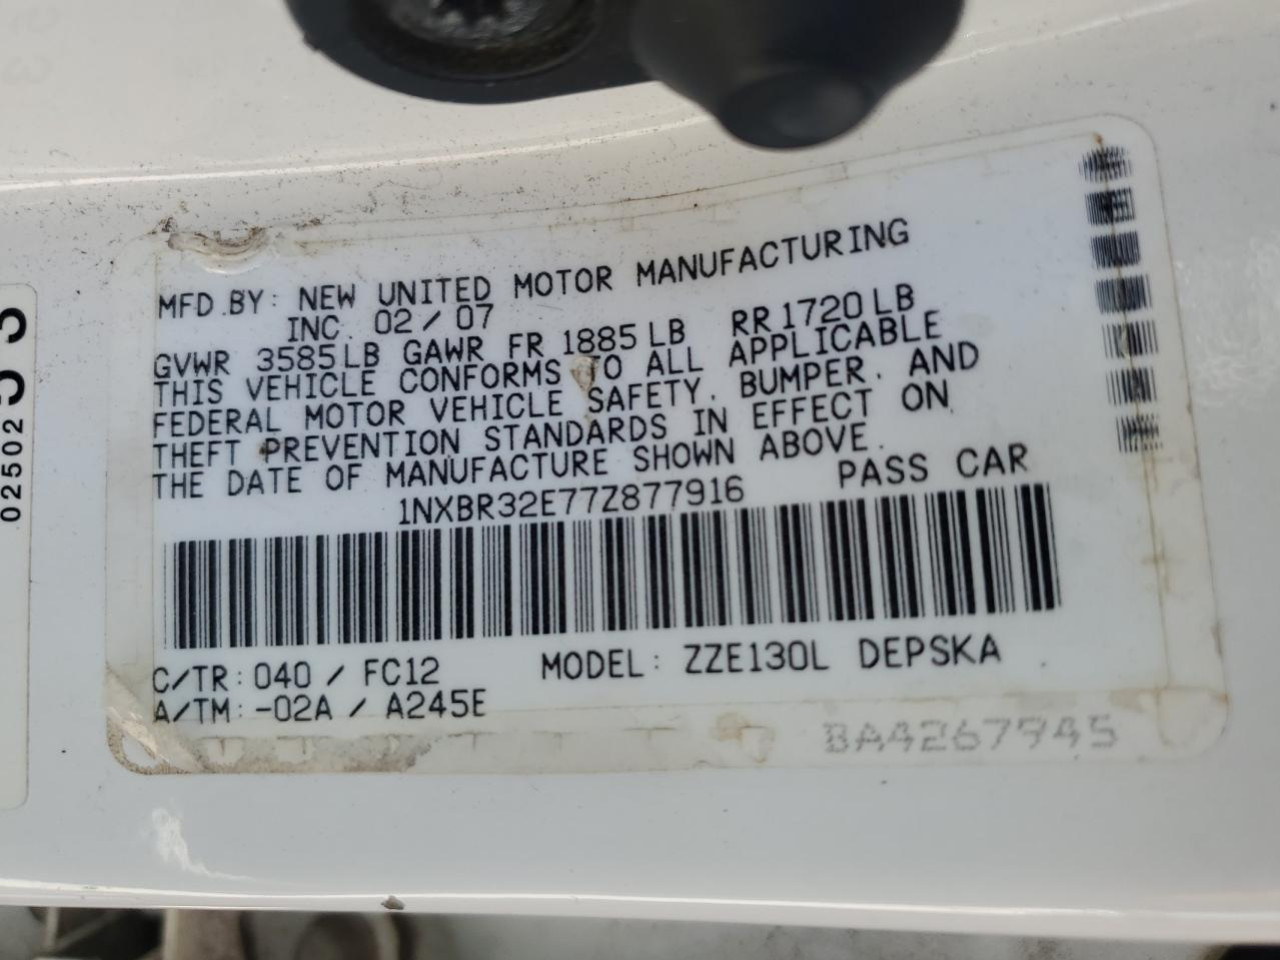 MFD.BY: NEW UNITED MOTOR MANUFACTURING
INC. 02/07
GVWR 3585LB GAWR FR 1885LB RR1720LB
THIS VEHICLE CONFORMS TO ALL APPLICABLE
FEDERAL MOTOR VEHICLE SAFETY, BUMPER, AND
THEFT PREVENTION STANDARDS IN EFFECT ON
THE DATE OF MANUFACTURE SHOWN ABOVE.
1NXBR32E77Z877916 PASS CAR
C/TR: 040 / FC12 MODEL: ZZE130L DEPSKA
A/TM: -02A / A245E
BA4267945
0250253